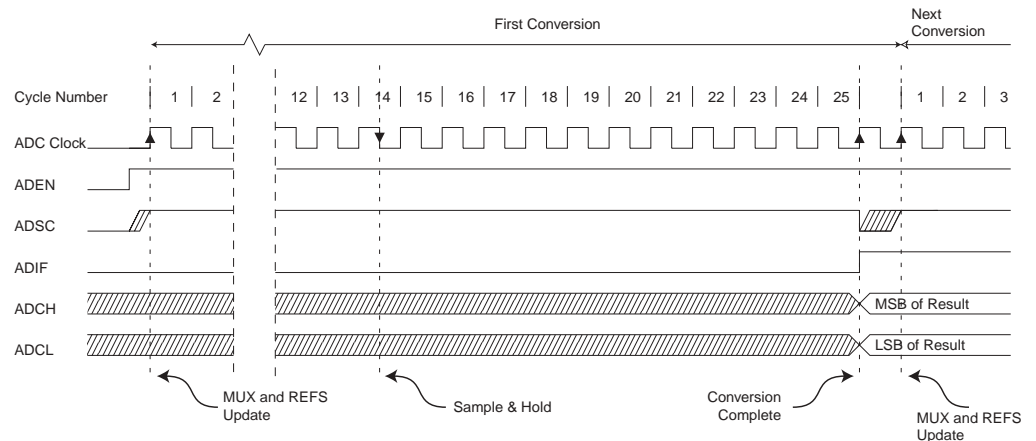 First Conversion
Next
Conversion
Cycle Number 1 2 12 13 14 15 16 17 18 19 20 21 22 23 24 25 1 2 3
ADC Clock
ADEN
ADSC
ADIF
ADCH MSB of Result
ADCL LSB of Result
MUX and REFS
Update
Sample & Hold
Conversion
Complete
MUX and REFS
Update